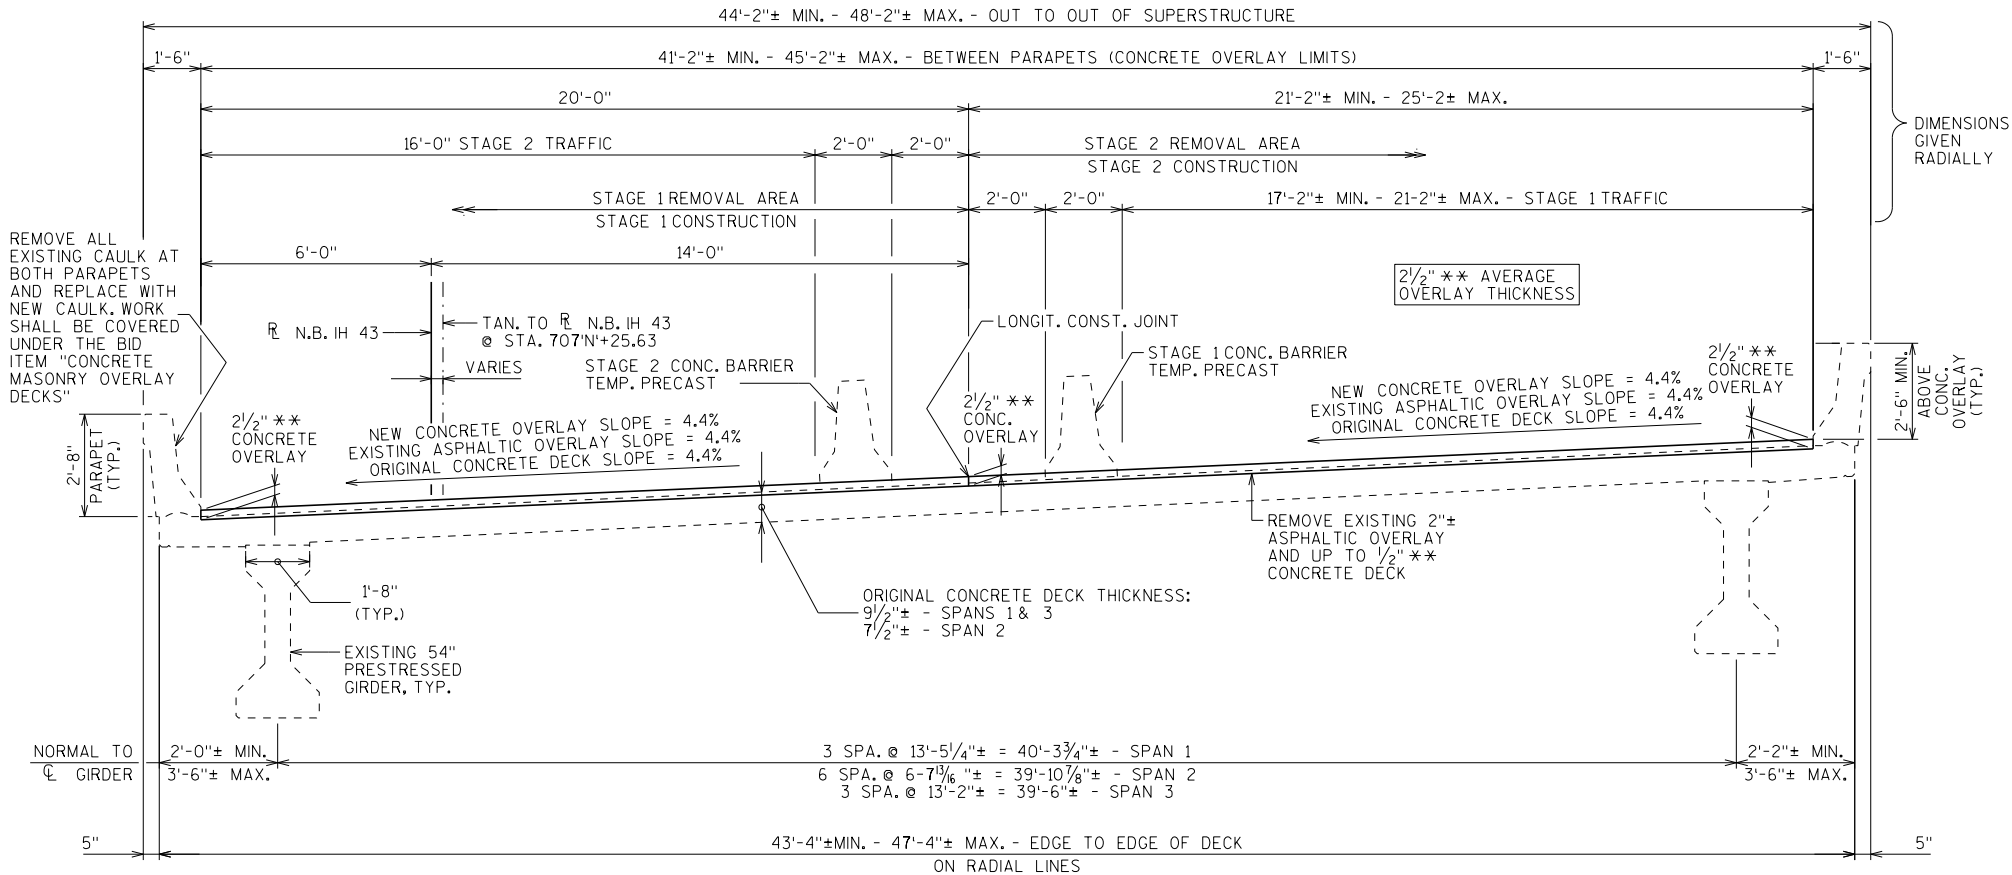 44'-2"± MIN. - 48'-2"± MAX. - OUT TO OUT OF SUPERSTRUCTURE
1'-6"
41'-2"± MIN. - 45'-2"± MAX. - BETWEEN PARAPETS (CONCRETE OVERLAY LIMITS)
1'-6"
20'-0"
21'-2"± MIN. - 25'-2± MAX.
DIMENSIONS
GIVEN
RADIALLY
16'-0" STAGE 2 TRAFFIC
2'-0"
2'-0"
STAGE 2 REMOVAL AREA
STAGE 2 CONSTRUCTION
STAGE 1 REMOVAL AREA
STAGE 1 CONSTRUCTION
2'-0"
2'-0"
17'-2"± MIN. - 21-2"± MAX. - STAGE 1 TRAFFIC
REMOVE ALL
EXISTING CAULK AT
BOTH PARAPETS
AND REPLACE WITH
NEW CAULK. WORK
SHALL BE COVERED
UNDER THE BID
ITEM "CONCRETE
MASONRY OVERLAY
DECKS"
6'-0"
14'-0"
2½" ** AVERAGE
OVERLAY THICKNESS
℞ N.B. IH 43
TAN. TO ℞ N.B. IH 43
@ STA. 707'N'+25.63
VARIES
LONGIT. CONST. JOINT
STAGE 2 CONC. BARRIER
TEMP. PRECAST
STAGE 1 CONC. BARRIER
TEMP. PRECAST
2½" **
CONCRETE
OVERLAY
2'-6" MIN.
ABOVE
CONC.
OVERLAY
(TYP.)
2'-8"
PARAPET
(TYP.)
2½" **
CONCRETE
OVERLAY
NEW CONCRETE OVERLAY SLOPE = 4.4%
EXISTING ASPHALTIC OVERLAY SLOPE = 4.4%
ORIGINAL CONCRETE DECK SLOPE = 4.4%
2½" **
CONC.
OVERLAY
NEW CONCRETE OVERLAY SLOPE = 4.4%
EXISTING ASPHALTIC OVERLAY SLOPE = 4.4%
ORIGINAL CONCRETE DECK SLOPE = 4.4%
REMOVE EXISTING 2"±
ASPHALTIC OVERLAY
AND UP TO ½" **
CONCRETE DECK
1'-8"
(TYP.)
ORIGINAL CONCRETE DECK THICKNESS:
9½"± - SPANS 1 & 3
7½"± - SPAN 2
EXISTING 54"
PRESTRESSED
GIRDER, TYP.
NORMAL TO
℄ GIRDER
2'-0"± MIN.
3'-6"± MAX.
3 SPA. @ 13'-5¼"± = 40'-3¾"± - SPAN 1
6 SPA. @ 6-7¹³⁄₁₆ "± = 39'-10⅞"± - SPAN 2
3 SPA. @ 13'-2"± = 39'-6"± - SPAN 3
2'-2"± MIN.
3'-6"± MAX.
5"
43'-4"±MIN. - 47'-4"± MAX. - EDGE TO EDGE OF DECK
ON RADIAL LINES
5"